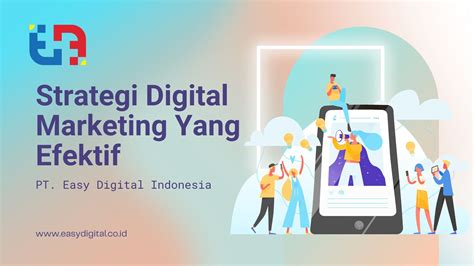 Strategi Digital
Marketing Yang
Efektif
PT. Easy Digital Indonesia
www.easydigital.co.id